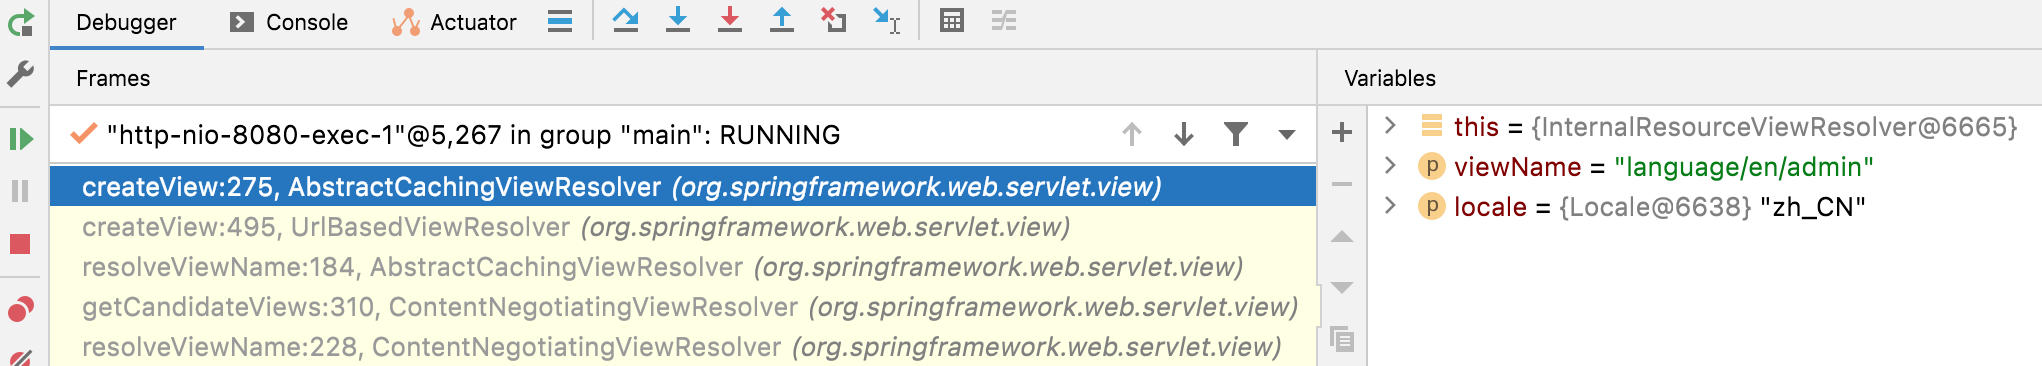 Debugger Console Actuator
Frames
Variables
"http-nio-8080-exec-1"@5,267 in group "main": RUNNING
createView:275, AbstractCachingViewResolver (org.springframework.web.servlet.view)
createView:495, UrlBasedViewResolver (org.springframework.web.servlet.view)
resolveViewName:184, AbstractCachingViewResolver (org.springframework.web.servlet.view)
getCandidateViews:310, ContentNegotiatingViewResolver (org.springframework.web.servlet.view)
resolveViewName:228, ContentNegotiatingViewResolver (org.springframework.web.servlet.view)
this = {InternalResourceViewResolver@6665}
p viewName = "language/en/admin"
p locale = {Locale@6638} "zh_CN"